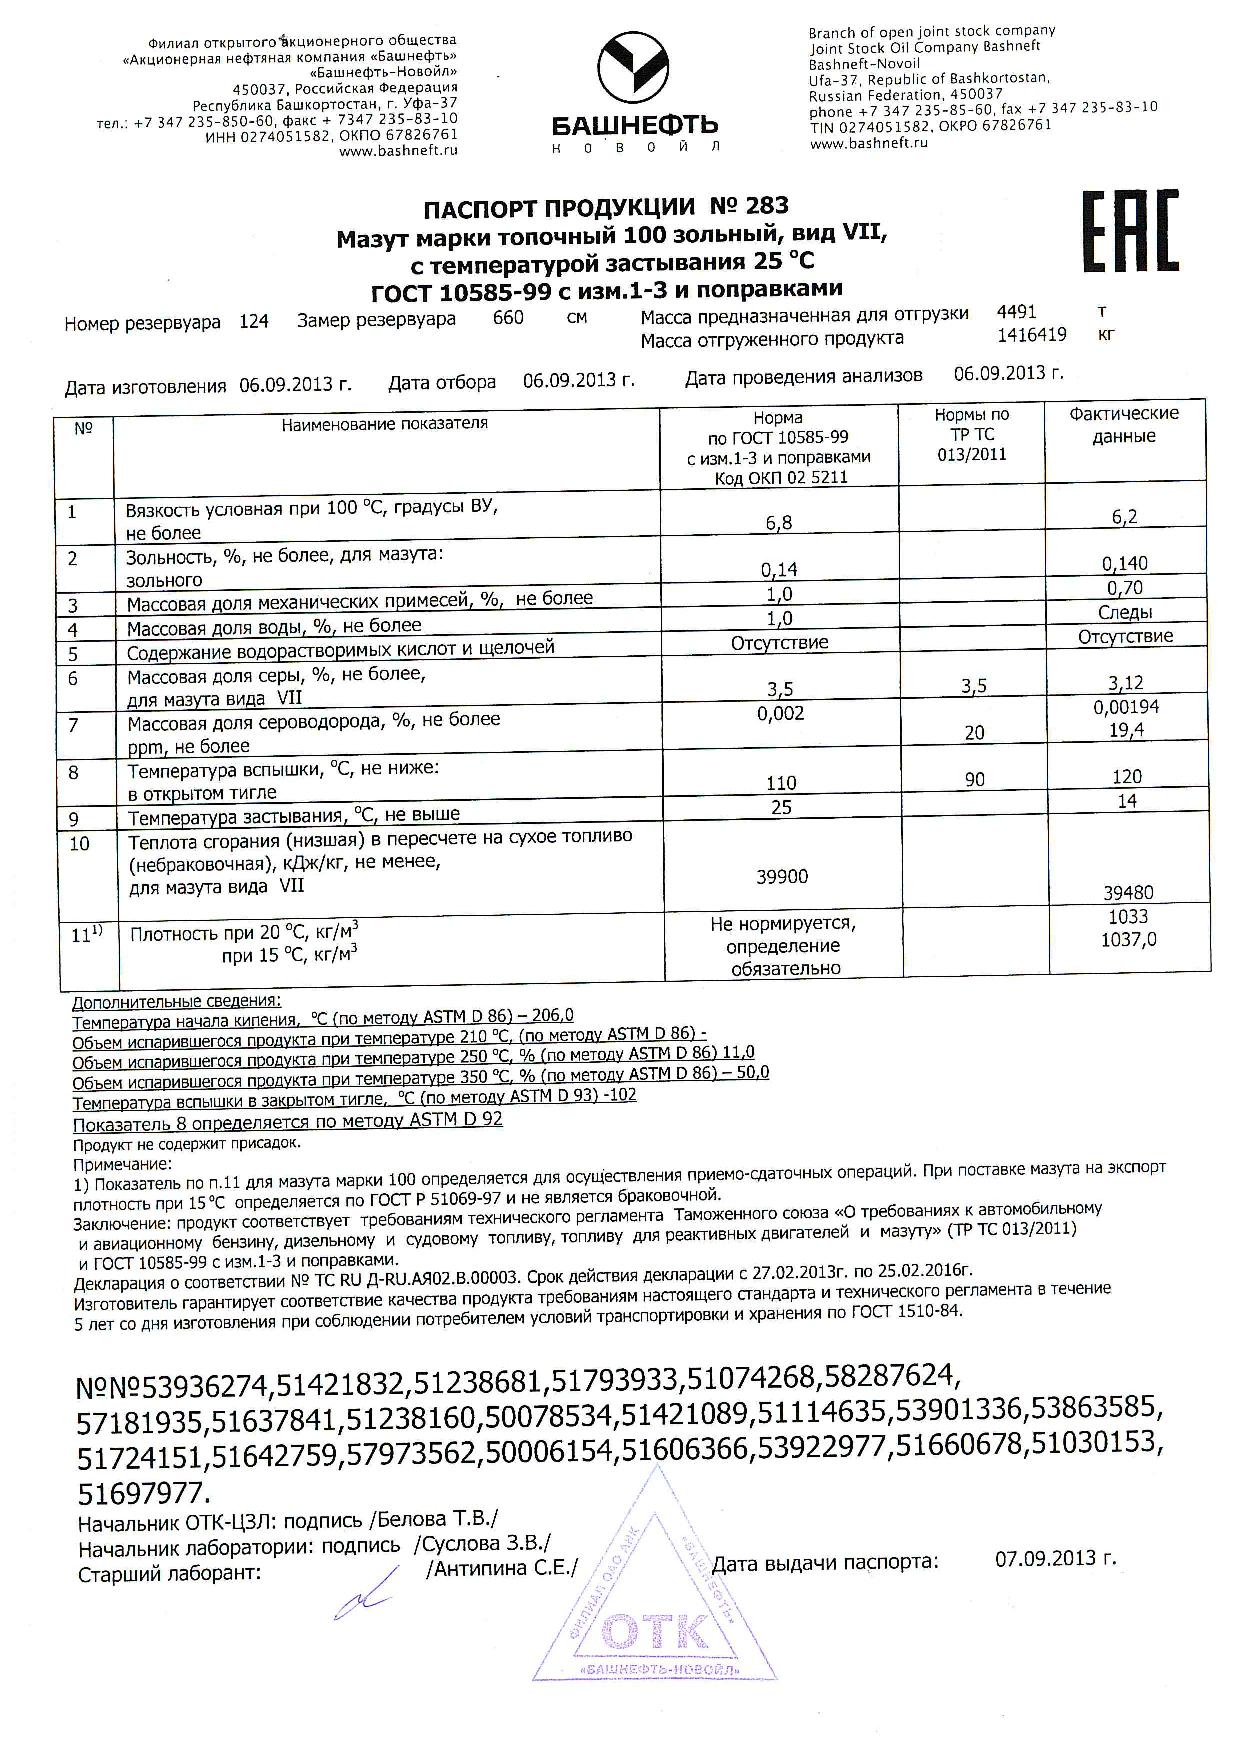 Филиал открытого акционерного общества
«Акционерная нефтяная компания «Башнефть»
«Башнефть-Новойл»
450037, Российская Федерация
Республика Башкортостан, г. Уфа-37
тел.: +7 347 235-850-60, факс + 7347 235-83-10
ИНН 0274051582, ОКПО 67826761
www.bashneft.ru
БАШНЕФТЬ
НОВОЙЛ
Branch of open joint stock company
Joint Stock Oil Company Bashneft
Bashneft-Novoil
Ufa-37, Republic of Bashkortostan,
Russian Federation, 450037
phone +7 347 235-85-60, fax +7 347 235-83-10
TIN 0274051582, OKPO 67826761
www.bashneft.ru
EAC
ПАСПОРТ ПРОДУКЦИИ № 283
Мазут марки топочный 100 зольный, вид VII,
с температурой застывания 25 °С
ГОСТ 10585-99 с изм.1-3 и поправками
Номер резервуара 124 Замер резервуара 660 см Масса предназначенная для отгрузки 4491 т
Масса отгруженного продукта 1416419 кг
Дата изготовления 06.09.2013 г. Дата отбора 06.09.2013 г. Дата проведения анализов 06.09.2013 г.
№ Наименование показателя Норма Нормы по Фактические
по ГОСТ 10585-99 ТР ТС данные
с изм.1-3 и поправками 013/2011
Код ОКП 02 5211
1 Вязкость условная при 100 °С, градусы ВУ,
не более 6,8 6,2
2 Зольность, %, не более, для мазута:
зольного 0,14 0,140
3 Массовая доля механических примесей, %, не более 1,0 0,70
4 Массовая доля воды, %, не более 1,0 Следы
5 Содержание водорастворимых кислот и щелочей Отсутствие Отсутствие
6 Массовая доля серы, %, не более,
для мазута вида VII 3,5 3,5 3,12
7 Массовая доля сероводорода, %, не более 0,002 0,00194
ppm, не более 20 19,4
8 Температура вспышки, °С, не ниже:
в открытом тигле 110 90 120
9 Температура застывания, °С, не выше 25 14
10 Теплота сгорания (низшая) в пересчете на сухое топливо
(небраковочная), кДж/кг, не менее,
для мазута вида VII 39900 39480
11¹⁾ Плотность при 20 °С, кг/м³ Не нормируется, 1033
при 15 °С, кг/м³ определение 1037,0
обязательно
Дополнительные сведения:
Температура начала кипения, °С (по методу ASTM D 86) – 206,0
Объем испарившегося продукта при температуре 210 °С, (по методу ASTM D 86) -
Объем испарившегося продукта при температуре 250 °С, % (по методу ASTM D 86) 11,0
Объем испарившегося продукта при температуре 350 °С, % (по методу ASTM D 86) – 50,0
Температура вспышки в закрытом тигле, °С (по методу ASTM D 93) -102
Показатель 8 определяется по методу ASTM D 92
Продукт не содержит присадок.
Примечание:
1) Показатель по п.11 для мазута марки 100 определяется для осуществления приемо-сдаточных операций. При поставке мазута на экспорт
плотность при 15°С определяется по ГОСТ Р 51069-97 и не является браковочной.
Заключение: продукт соответствует требованиям технического регламента Таможенного союза «О требованиях к автомобильному
и авиационному бензину, дизельному и судовому топливу, топливу для реактивных двигателей и мазуту» (ТР ТС 013/2011)
и ГОСТ 10585-99 с изм.1-3 и поправками.
Декларация о соответствии № ТС RU Д-RU.АЯ02.В.00003. Срок действия декларации с 27.02.2013г. по 25.02.2016г.
Изготовитель гарантирует соответствие качества продукта требованиям настоящего стандарта и технического регламента в течение
5 лет со дня изготовления при соблюдении потребителем условий транспортировки и хранения по ГОСТ 1510-84.
№№53936274,51421832,51238681,51793933,51074268,58287624,
57181935,51637841,51238160,50078534,51421089,51114635,53901336,53863585,
51724151,51642759,57973562,50006154,51606366,53922977,51660678,51030153,
51697977.
Начальник ОТК-ЦЗЛ: подпись /Белова Т.В./
Начальник лаборатории: подпись /Суслова З.В./
Старший лаборант: /Антипина С.Е./ Дата выдачи паспорта: 07.09.2013 г.
ФИЛИАЛ ОАО АНК
«БАШНЕФТЬ»
ОТК
«БАШНЕФТЬ-НОВОЙЛ»